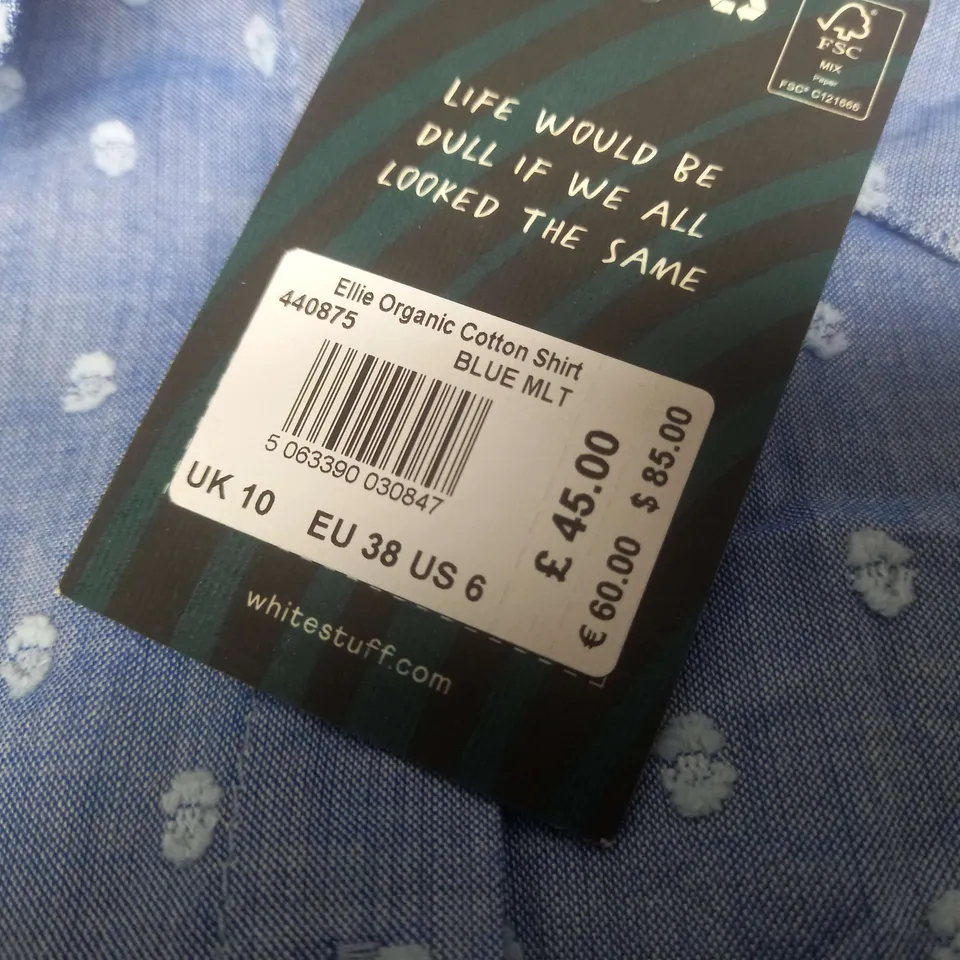 FSC
MIX
Paper
FSC® C121666
LIFE WOULD BE
DULL IF WE ALL
LOOKED THE SAME
Ellie Organic Cotton Shirt
440875
BLUE MLT
5 063390 030847
UK 10 EU 38 US 6
£ 45.00
€ 60.00 $ 85.00
whitestuff.com